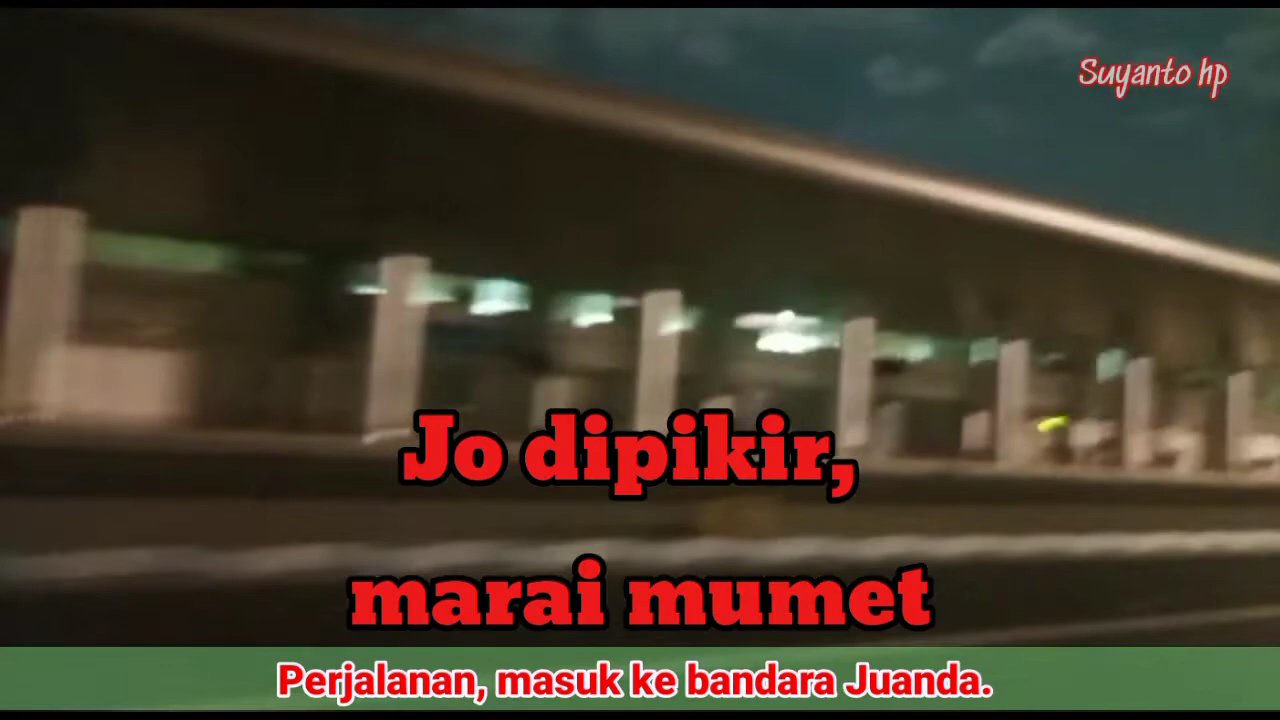 Suyanto hp
Jo dipikir,
marai mumet
Perjalanan, masuk ke bandara Juanda.